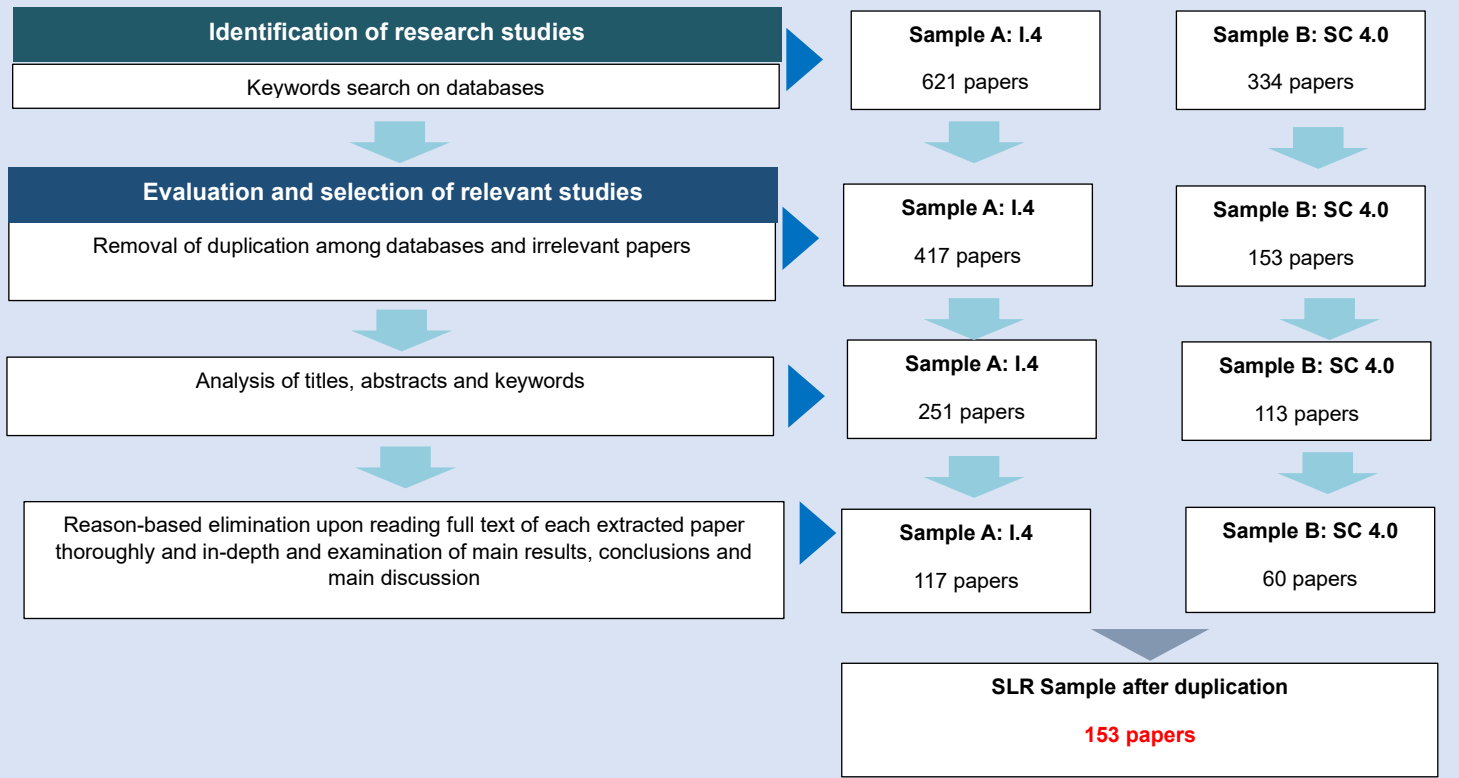 Identification of research studies
Keywords search on databases
Sample A: I.4
621 papers
Sample B: SC 4.0
334 papers
Evaluation and selection of relevant studies
Removal of duplication among databases and irrelevant papers
Sample A: I.4
417 papers
Sample B: SC 4.0
153 papers
Analysis of titles, abstracts and keywords
Sample A: I.4
251 papers
Sample B: SC 4.0
113 papers
Reason-based elimination upon reading full text of each extracted paper
thoroughly and in-depth and examination of main results, conclusions and
main discussion
Sample A: I.4
117 papers
Sample B: SC 4.0
60 papers
SLR Sample after duplication
153 papers